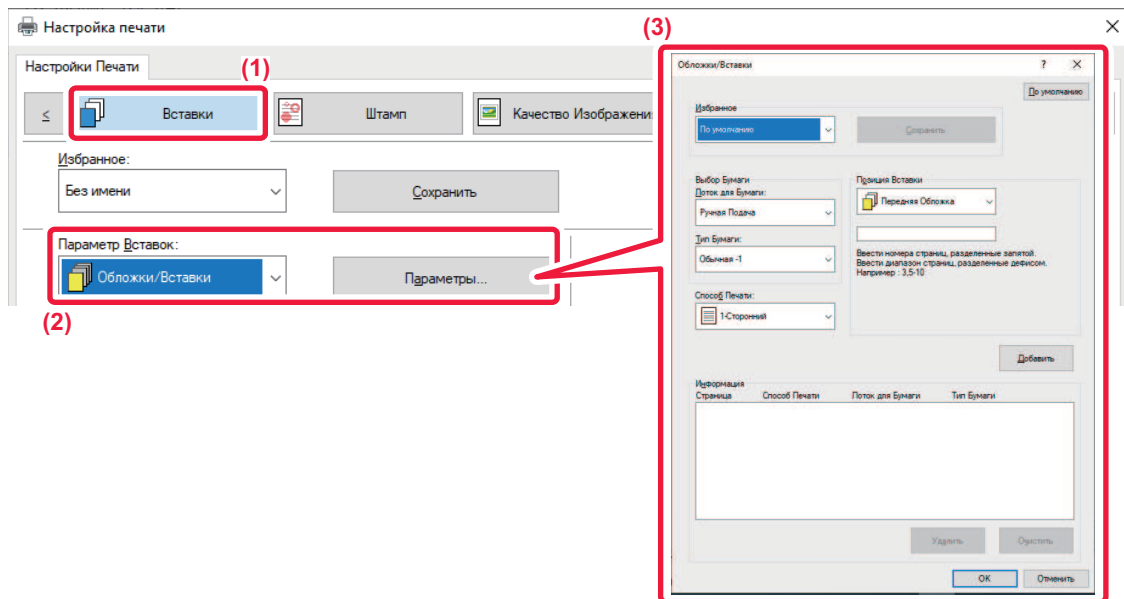 Настройка печати
(3)
Настройки Печати
(1)
≤
Вставки
Штамп
Качество Изображени
Избранное:
Без имени
Сохранить
Параметр Вставок:
Обложки/Вставки
Параметры...
(2)
Обложки/Вставки
?
По умолчанию
Избранное
По умолчанию
Сохранить
Выбор Бумаги
Лоток для Бумаги:
Ручная Подача
Тип Бумаги:
Обычная -1
Способ Печати:
1-Сторонний
Позиция Вставки
Передняя Обложка
Ввести номера страниц, разделенные запятой.
Ввести диапазон страниц, разделенные дефисом.
Например : 3,5-10
Добавить
Информация
Страница Способ Печати Лоток для Бумаги Тип Бумаги
Удалить
Очистить
OK
Отменить